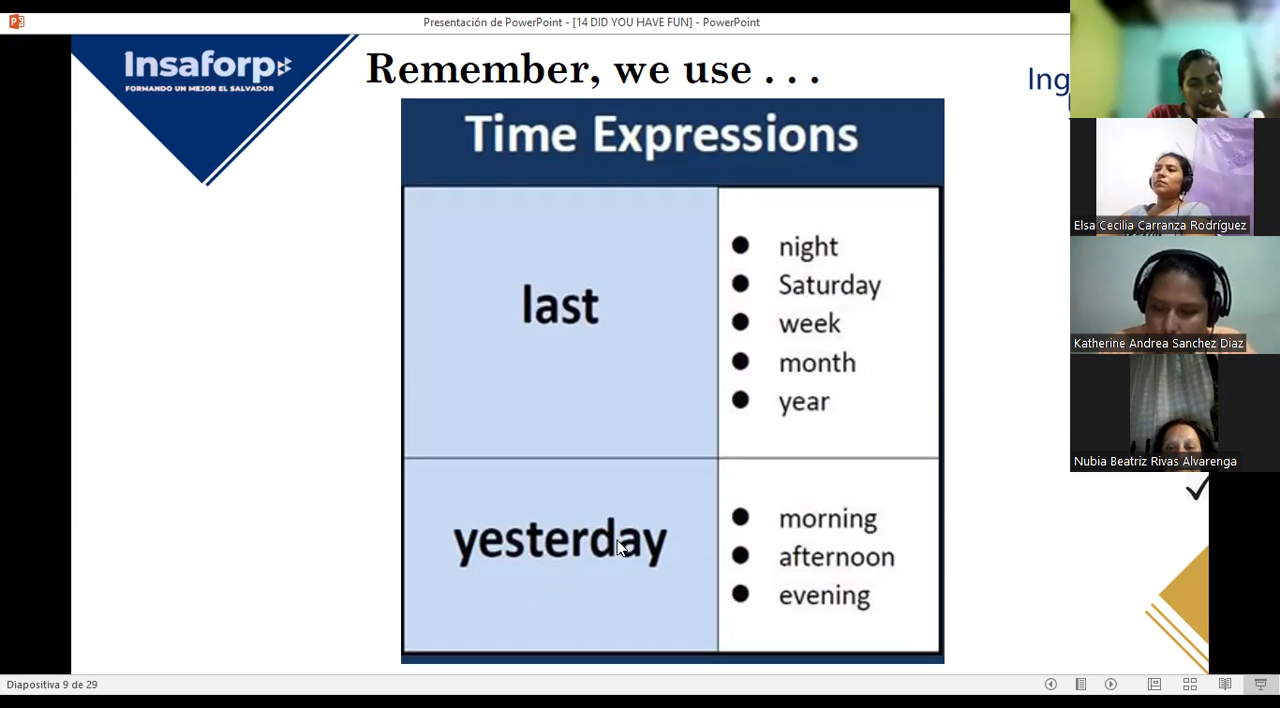 Presentación de PowerPoint - [14 DID YOU HAVE FUN] - PowerPoint
Insaforp
FORMANDO UN MEJOR EL SALVADOR
Remember, we use . . .
Ing
Time Expressions
last
night
Saturday
week
month
year
yesterday
morning
afternoon
evening
Elsa Cecilia Carranza Rodríguez
Katherine Andrea Sanchez Diaz
Nubia Beatriz Rivas Alvarenga
Diapositiva 9 de 29